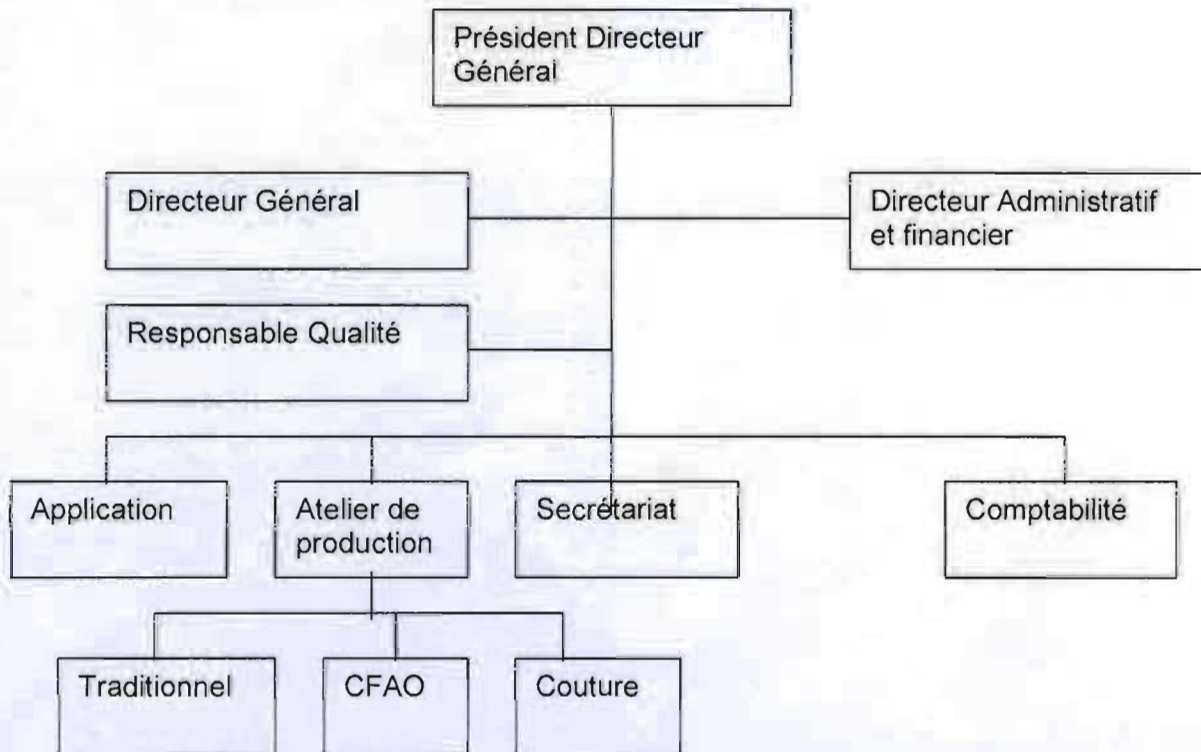 Président Directeur
Général
Directeur Général
Directeur Administratif
et financier
Responsable Qualité
Application
Atelier de
production
Secrétariat
Comptabilité
Traditionnel
CFAO
Couture